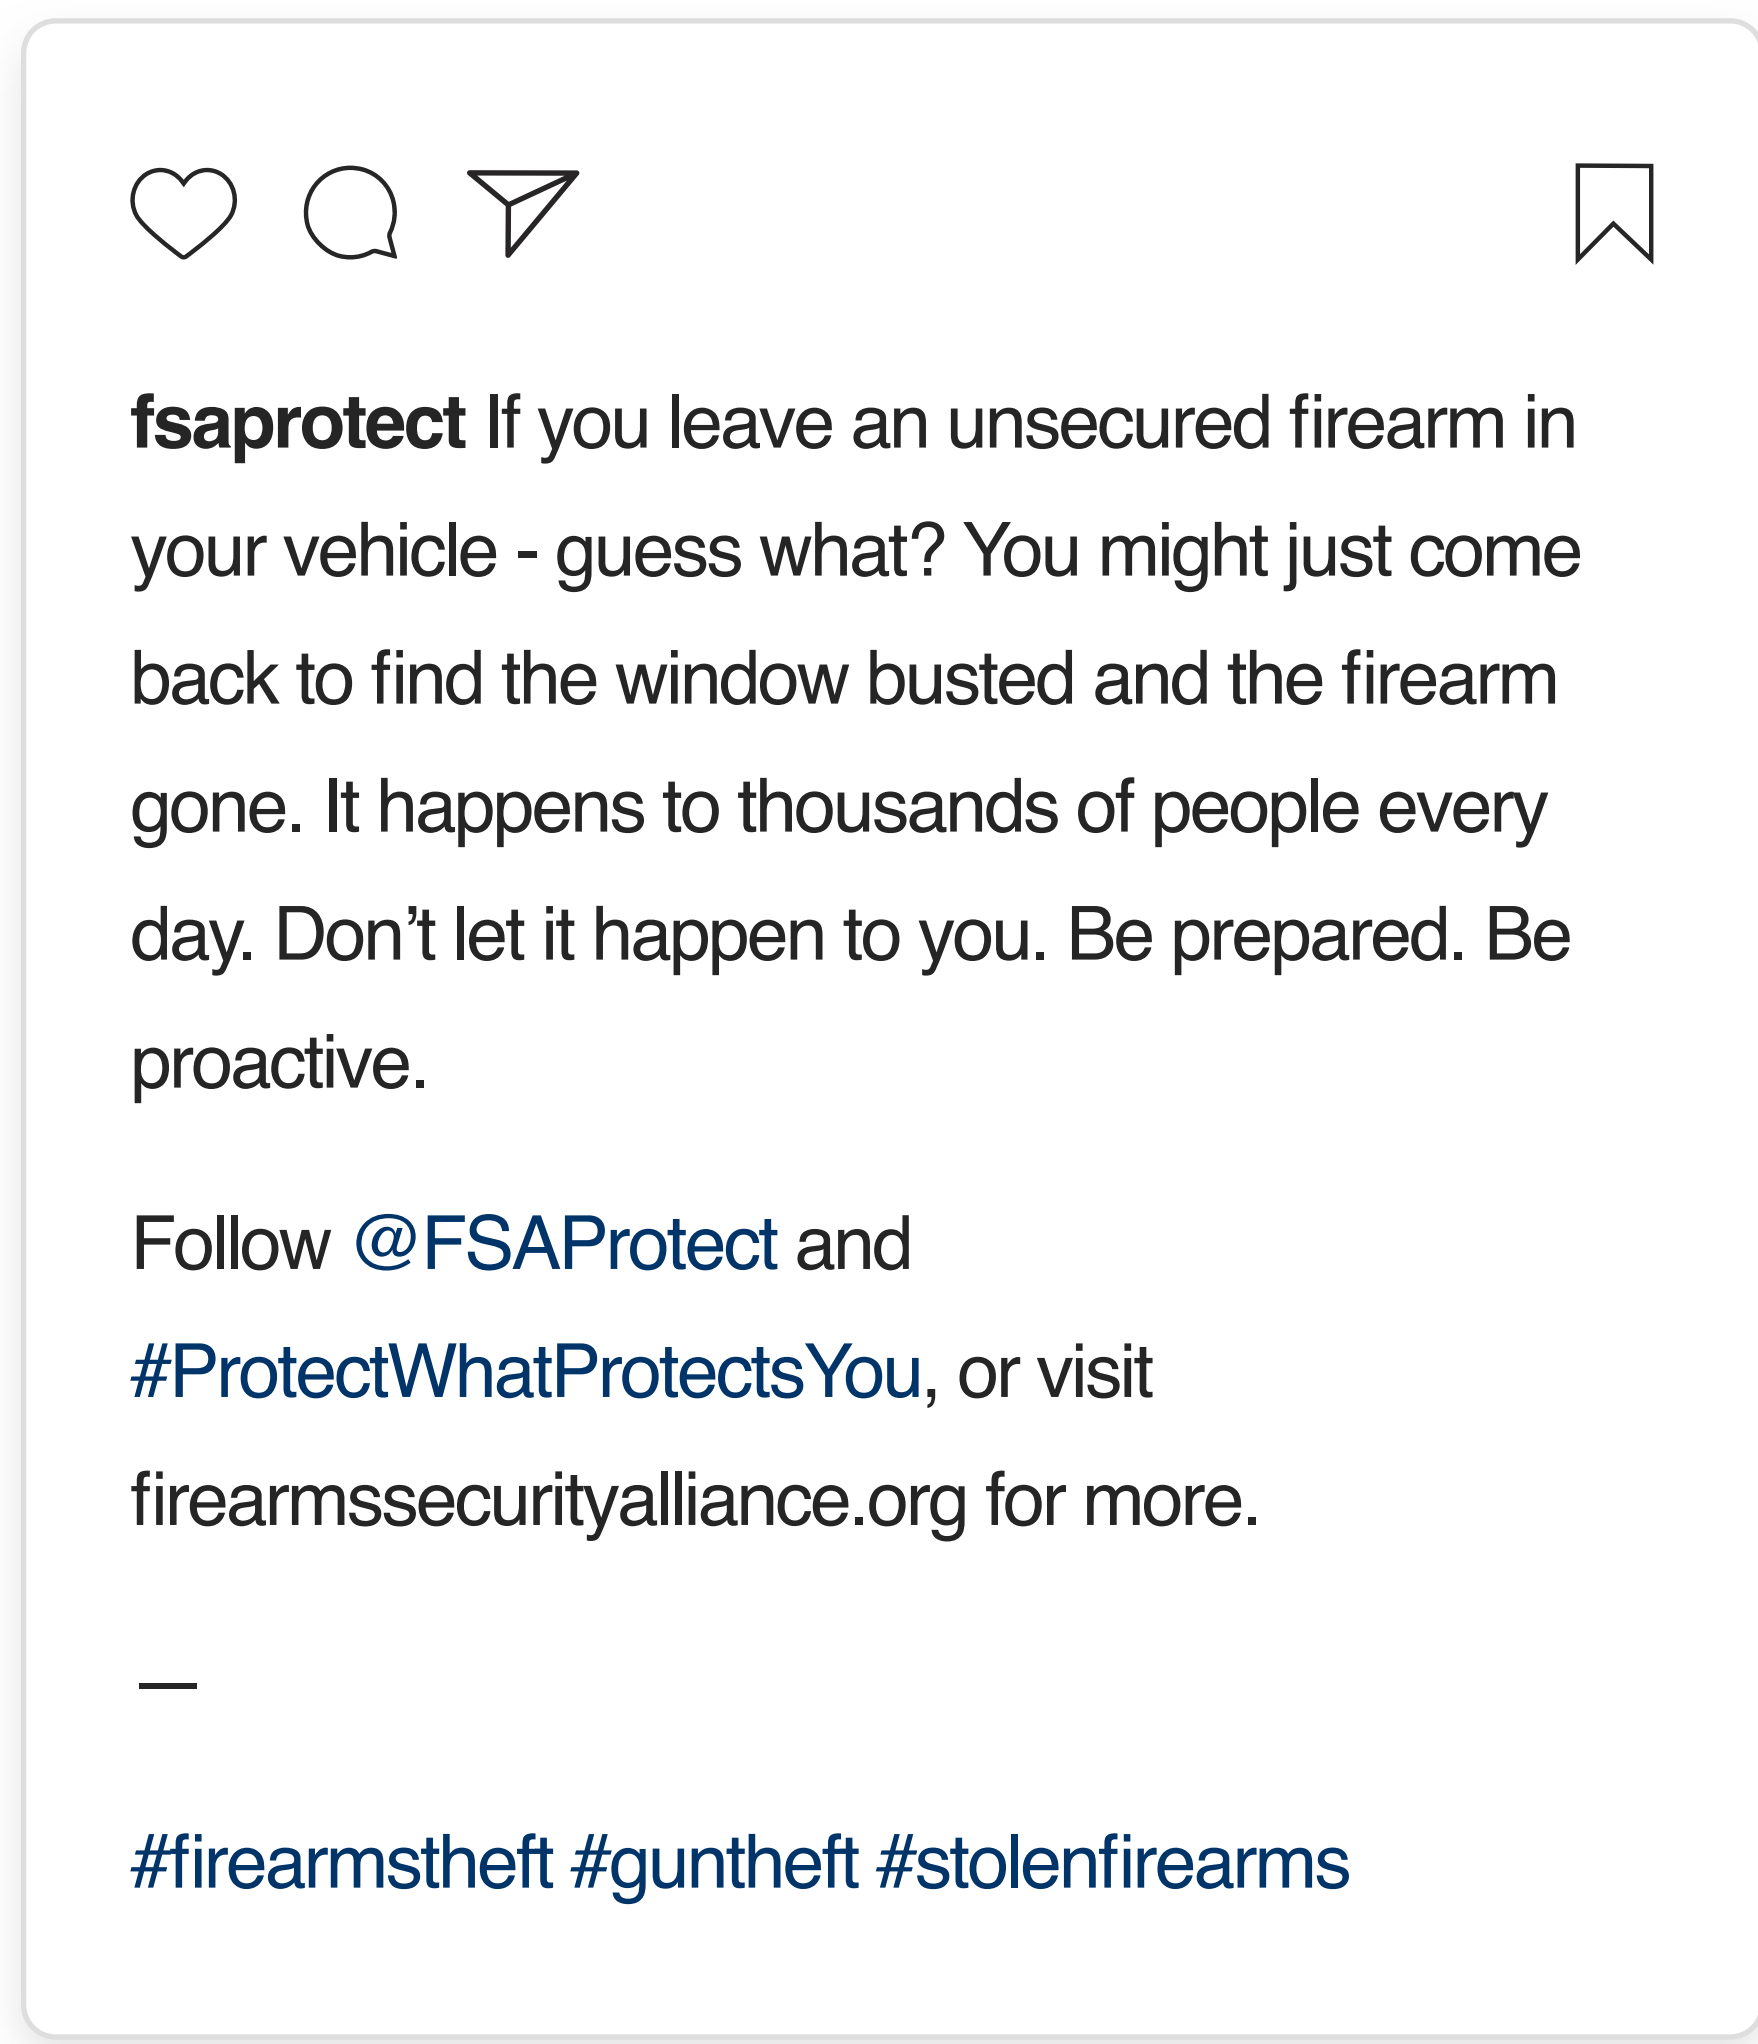 fsaprotect If you leave an unsecured firearm in
your vehicle - guess what? You might just come
back to find the window busted and the firearm
gone. It happens to thousands of people every
day. Don’t let it happen to you. Be prepared. Be
proactive.
Follow @FSAProtect and
#ProtectWhatProtectsYou, or visit
firearmssecurityalliance.org for more.
—
#firearmstheft #guntheft #stolenfirearms